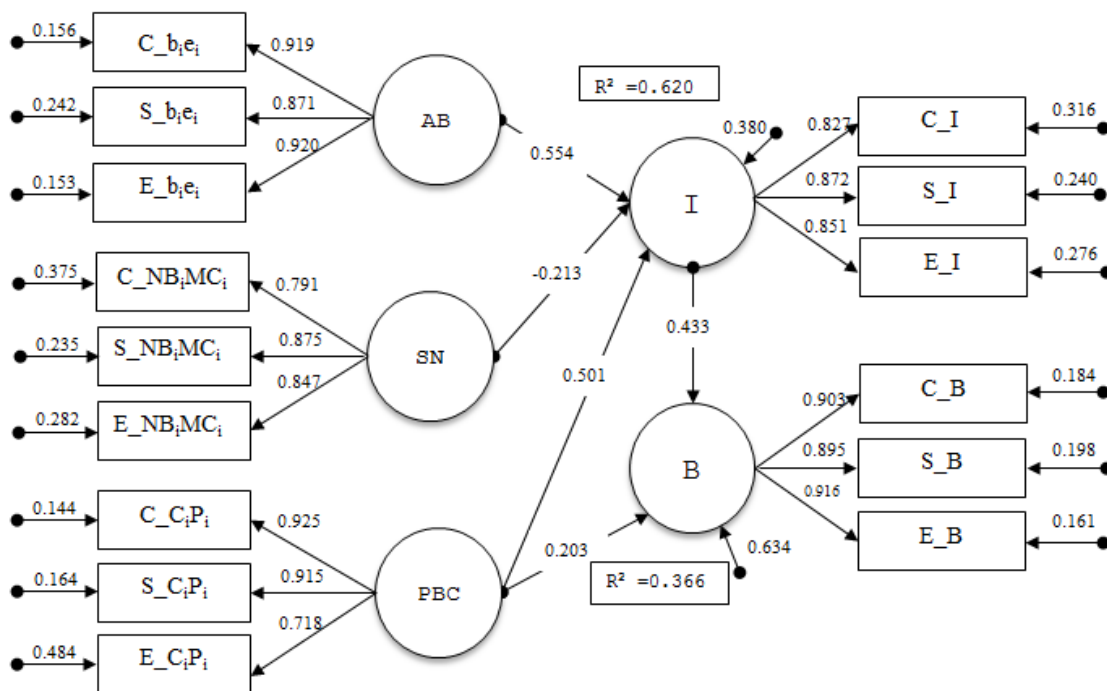 0.156
C_bᵢeᵢ
0.919
0.242
S_bᵢeᵢ
0.871
0.153
E_bᵢeᵢ
0.920
AB
0.554
0.375
C_NBᵢMCᵢ
0.791
0.235
S_NBᵢMCᵢ
0.875
0.282
E_NBᵢMCᵢ
0.847
SN
-0.213
0.144
C_CᵢPᵢ
0.925
0.164
S_CᵢPᵢ
0.915
0.484
E_CᵢPᵢ
0.718
PBC
0.501
0.203
R² =0.620
0.380
I
0.433
0.827
C_I
0.316
0.872
S_I
0.240
0.851
E_I
0.276
B
0.634
R² =0.366
0.903
C_B
0.184
0.895
S_B
0.198
0.916
E_B
0.161